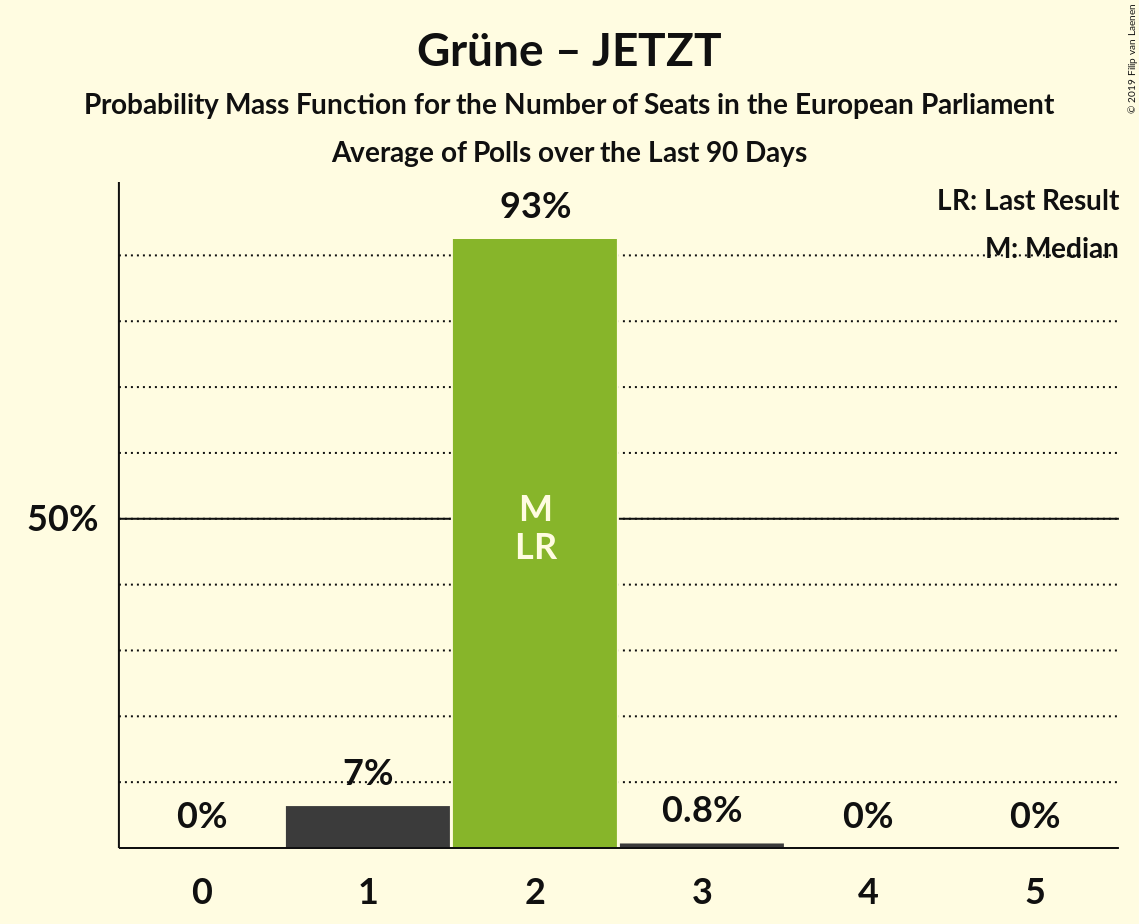 Grüne – JETZT
Probability Mass Function for the Number of Seats in the European Parliament
Average of Polls over the Last 90 Days
© 2019 Filip van Laenen
LR: Last Result
M: Median
93%
50%
M
LR
7%
0%
0.8%
0%
0%
0 1 2 3 4 5